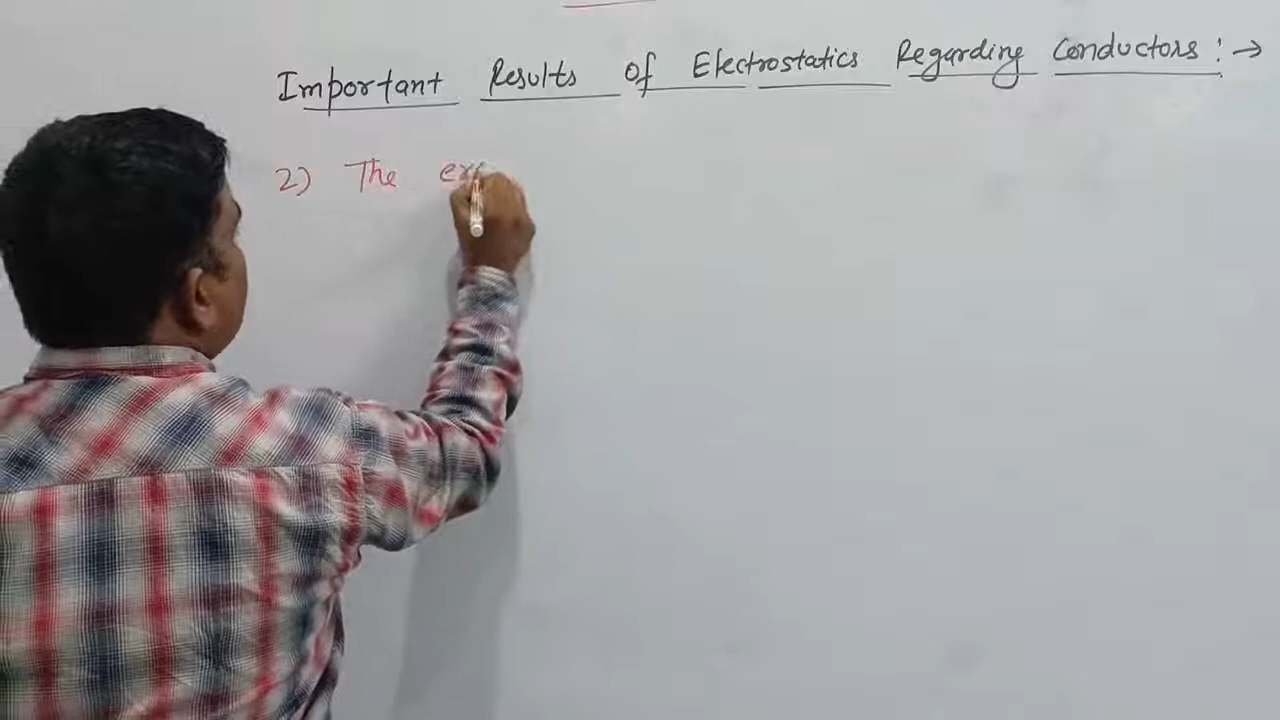 Important Results of Electrostatics Regarding Conductors :→
2) The